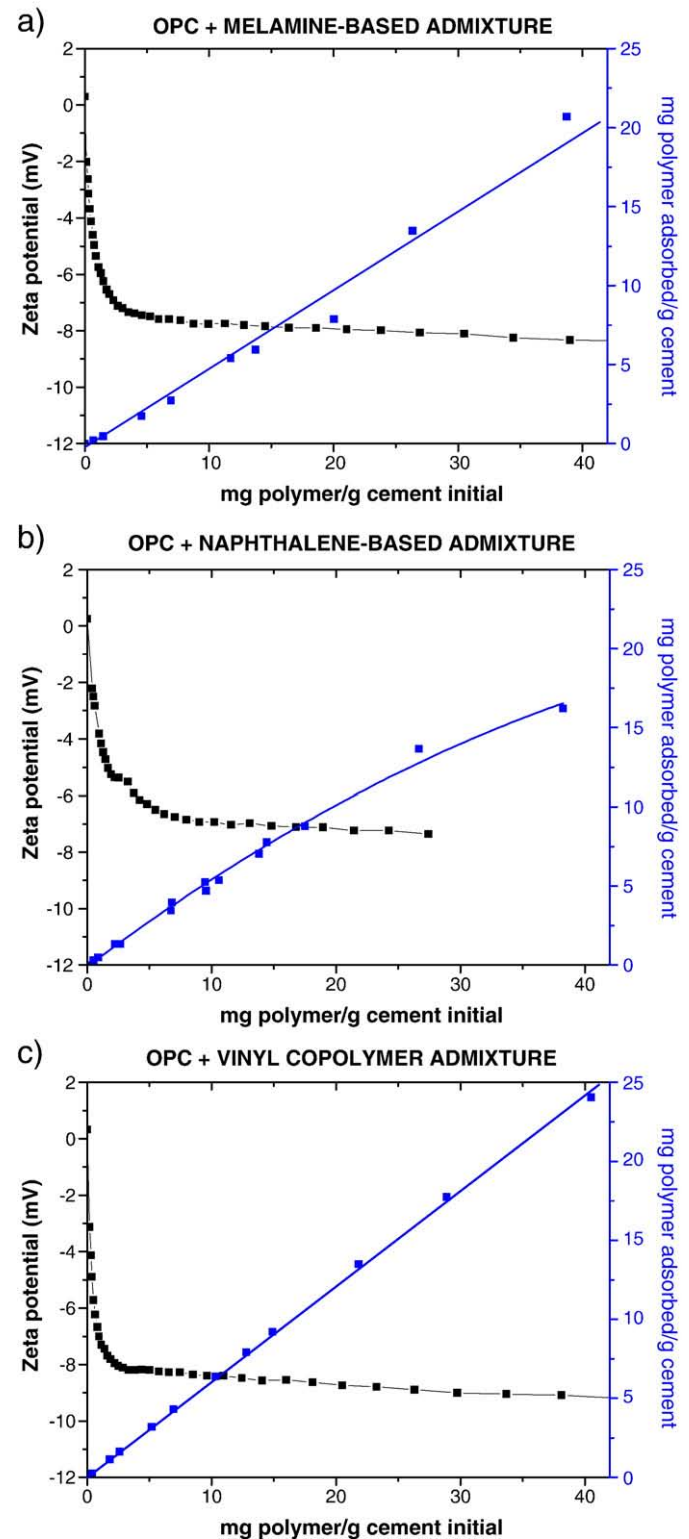 a)
OPC + MELAMINE-BASED ADMIXTURE
2
0
-2
-4
-6
-8
-10
-12
Zeta potential (mV)
25
20
15
10
5
0
mg polymer adsorbed/g cement
0 10 20 30 40
mg polymer/g cement initial
b)
OPC + NAPHTHALENE-BASED ADMIXTURE
2
0
-2
-4
-6
-8
-10
-12
Zeta potential (mV)
25
20
15
10
5
0
mg polymer adsorbed/g cement
0 10 20 30 40
mg polymer/g cement initial
c)
OPC + VINYL COPOLYMER ADMIXTURE
2
0
-2
-4
-6
-8
-10
-12
Zeta potential (mV)
25
20
15
10
5
0
mg polymer adsorbed/g cement
0 10 20 30 40
mg polymer/g cement initial